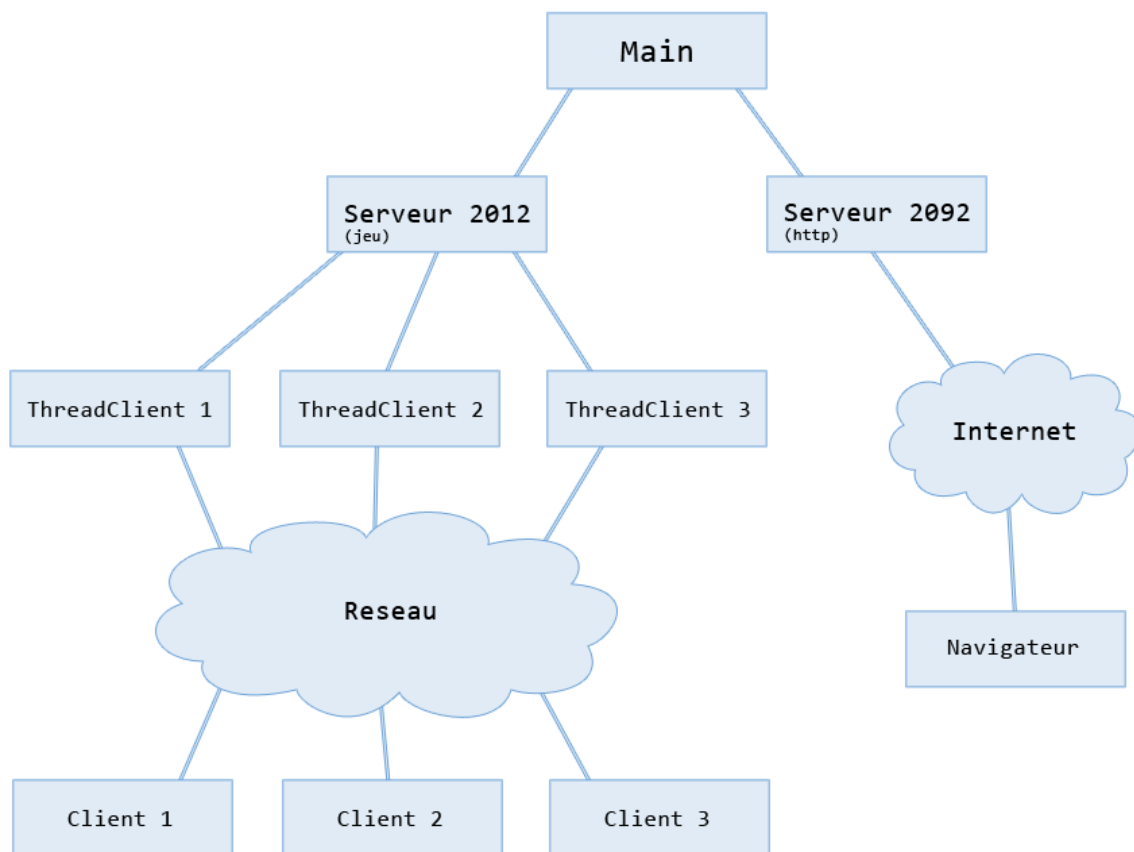 Main
Serveur 2012
(jeu)
Serveur 2092
(http)
ThreadClient 1
ThreadClient 2
ThreadClient 3
Internet
Reseau
Navigateur
Client 1
Client 2
Client 3